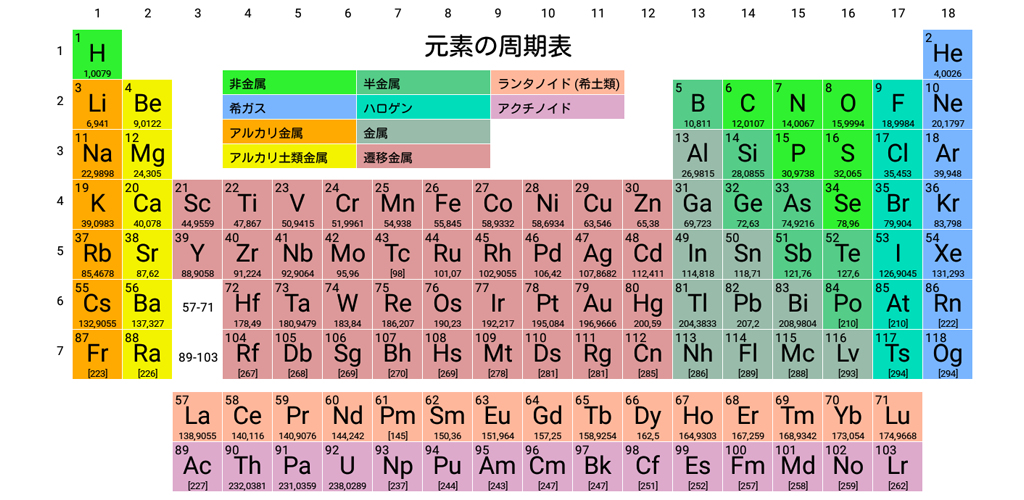 1 2 3 4 5 6 7 8 9 10 11 12 13 14 15 16 17 18
元素の周期表
非金属 半金属 ランタノイド (希土類)
希ガス ハロゲン アクチノイド
アルカリ金属 金属
アルカリ土類金属 遷移金属
1
1 2
H He
1,0079 4,0026
2
3 4 5 6 7 8 9 10
Li Be B C N O F Ne
6,941 9,0122 10,811 12,0107 14,0067 15,9994 18,9984 20,1797
3
11 12 13 14 15 16 17 18
Na Mg Al Si P S Cl Ar
22,9898 24,305 26,9815 28,0855 30,9738 32,065 35,453 39,948
4
19 20 21 22 23 24 25 26 27 28 29 30 31 32 33 34 35 36
K Ca Sc Ti V Cr Mn Fe Co Ni Cu Zn Ga Ge As Se Br Kr
39,0983 40,078 44,9559 47,867 50,9415 51,9961 54,938 55,845 58,9332 58,6934 63,546 65,38 69,723 72,63 74,9216 78,96 79,904 83,798
5
37 38 39 40 41 42 43 44 45 46 47 48 49 50 51 52 53 54
Rb Sr Y Zr Nb Mo Tc Ru Rh Pd Ag Cd In Sn Sb Te I Xe
85,4678 87,62 88,9058 91,224 92,9064 95,96 [98] 101,07 102,9055 106,42 107,8682 112,411 114,818 118,71 121,76 127,6 126,9045 131,293
6
55 56 72 73 74 75 76 77 78 79 80 81 82 83 84 85 86
Cs Ba 57-71 Hf Ta W Re Os Ir Pt Au Hg Tl Pb Bi Po At Rn
132,9055 137,327 178,49 180,9479 183,84 186,207 190,23 192,217 195,084 196,9666 200,59 204,3833 207,2 208,9804 [210] [210] [222]
7
87 88 104 105 106 107 108 109 110 111 112 113 114 115 116 117 118
Fr Ra 89-103 Rf Db Sg Bh Hs Mt Ds Rg Cn Nh Fl Mc Lv Ts Og
[223] [226] [267] [268] [269] [270] [269] [278] [281] [281] [285] [286] [289] [288] [293] [294] [294]
57 58 59 60 61 62 63 64 65 66 67 68 69 70 71
La Ce Pr Nd Pm Sm Eu Gd Tb Dy Ho Er Tm Yb Lu
138,9055 140,116 140,9076 144,242 [145] 150,36 151,964 157,25 158,9254 162,5 164,9303 167,259 168,9342 173,054 174,9668
89 90 91 92 93 94 95 96 97 98 99 100 101 102 103
Ac Th Pa U Np Pu Am Cm Bk Cf Es Fm Md No Lr
[227] 232,0381 231,0359 238,0289 [237] [244] [243] [247] [247] [251] [252] [257] [258] [259] [262]